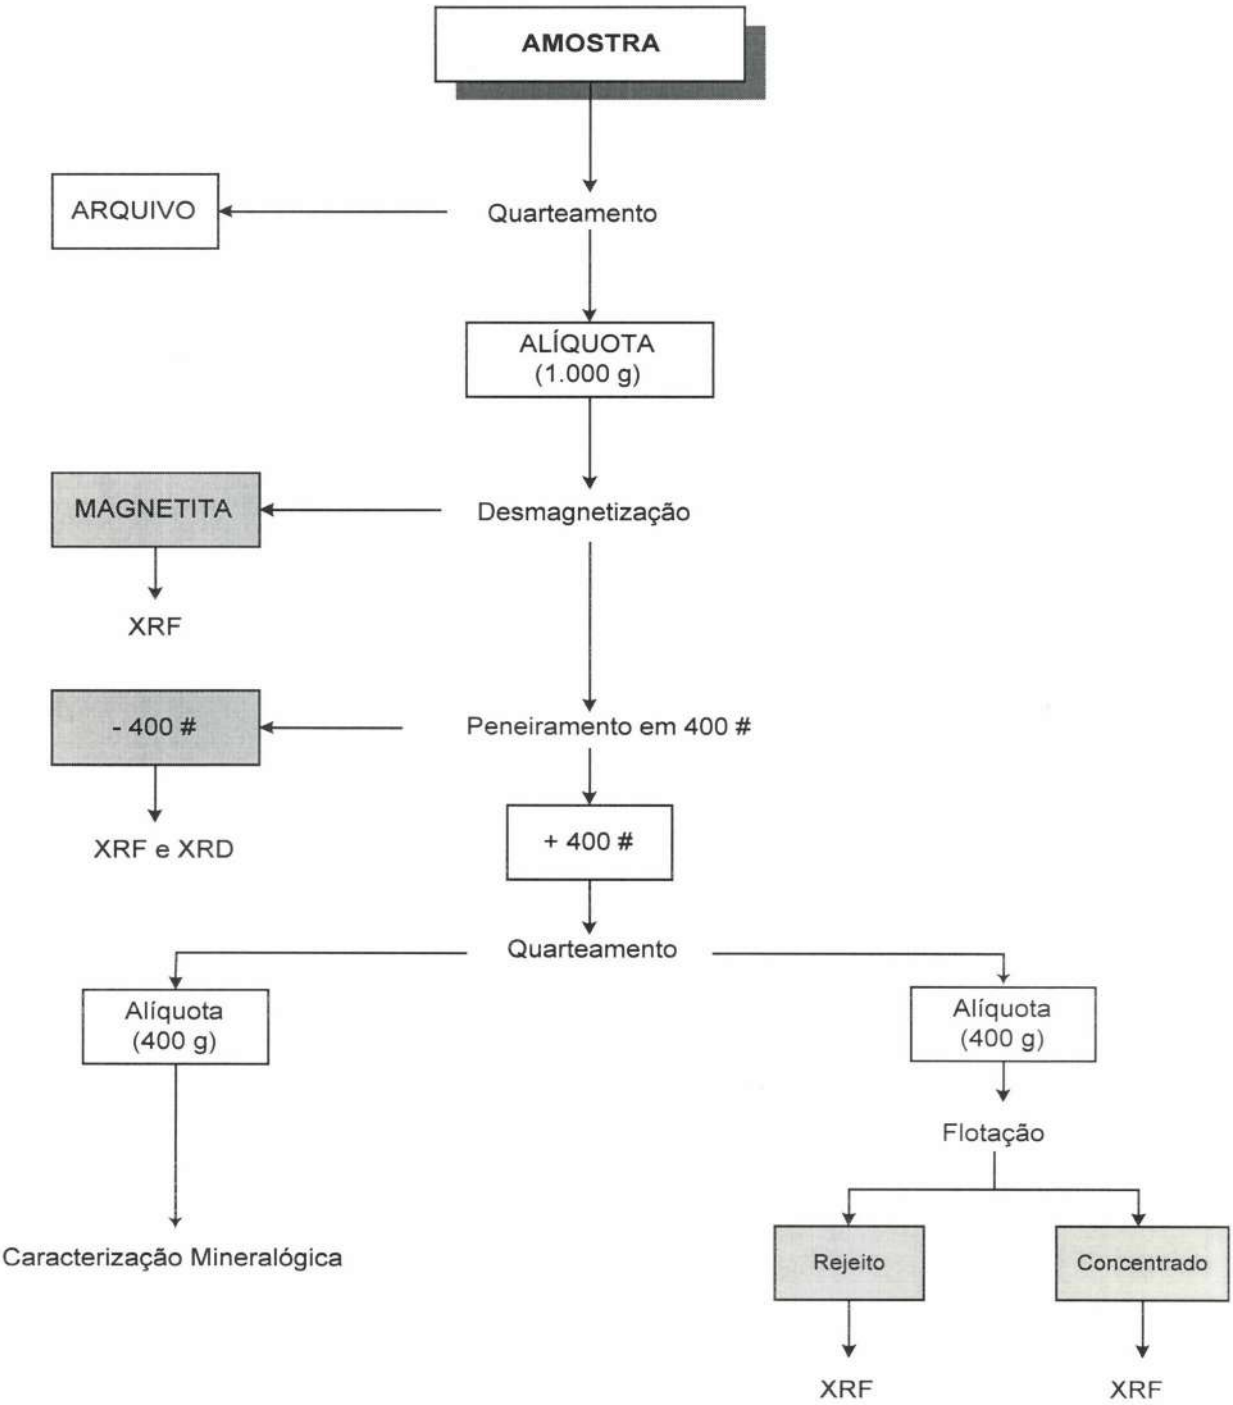 AMOSTRA
ARQUIVO
Quarteamento
ALÍQUOTA
(1.000 g)
MAGNETITA
Desmagnetização
XRF
- 400 #
Peneiramento em 400 #
XRF e XRD
+ 400 #
Quarteamento
Alíquota
(400 g)
Alíquota
(400 g)
Flotação
Caracterização Mineralógica
Rejeito
Concentrado
XRF
XRF